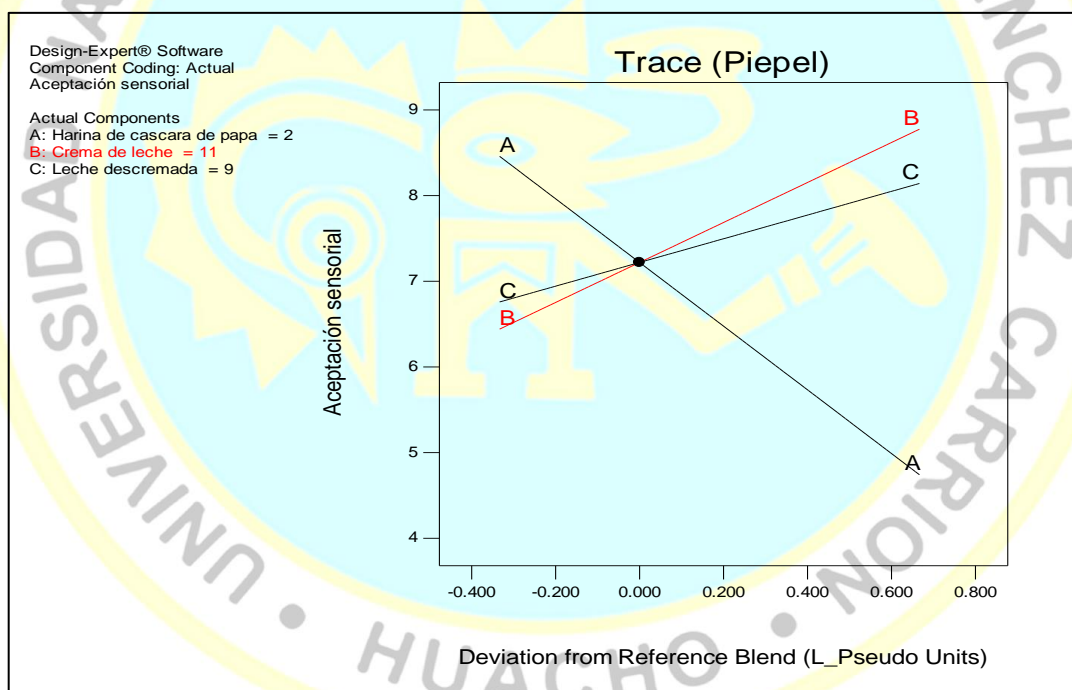 Design-Expert® Software
Component Coding: Actual
Aceptación sensorial
Actual Components
A: Harina de cascara de papa = 2
B: Crema de leche = 11
C: Leche descremada = 9
Trace (Piepel)
Aceptación sensorial
9
8
7
6
5
4
A
B
C
C
B
A
-0.400 -0.200 0.000 0.200 0.400 0.600 0.800
Deviation from Reference Blend (L_Pseudo Units)
UNIVERSIDAD NA
NCHEZ CARRION
• HUACHO •